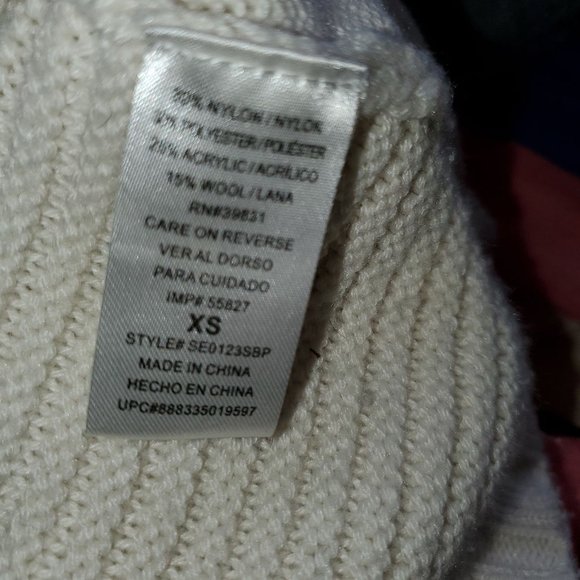 % NYLON / NYLON
% POLYESTER / POLIÉSTER
25% ACRYLIC / ACRÍLICO
15% WOOL / LANA
RN#39831
CARE ON REVERSE
VER AL DORSO
PARA CUIDADO
IMP# 55827
XS
STYLE# SE0123SBP
MADE IN CHINA
HECHO EN CHINA
UPC#888335019597